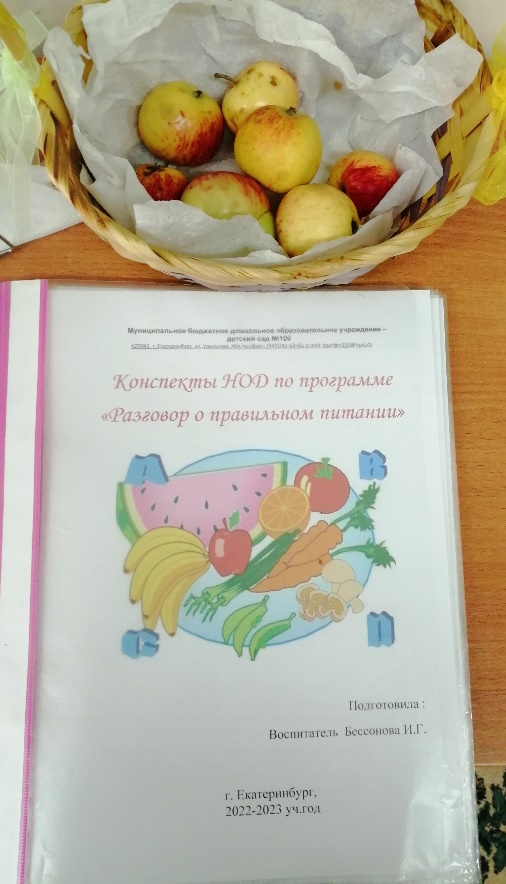 Муниципальное бюджетное дошкольное образовательное учреждение –
детский сад №109
Конспекты НОД по программе
«Разговор о правильном питании»
А
В
С
D
Подготовила :
Воспитатель Бессонова И.Г.
г. Екатеринбург,
2022-2023 уч.год